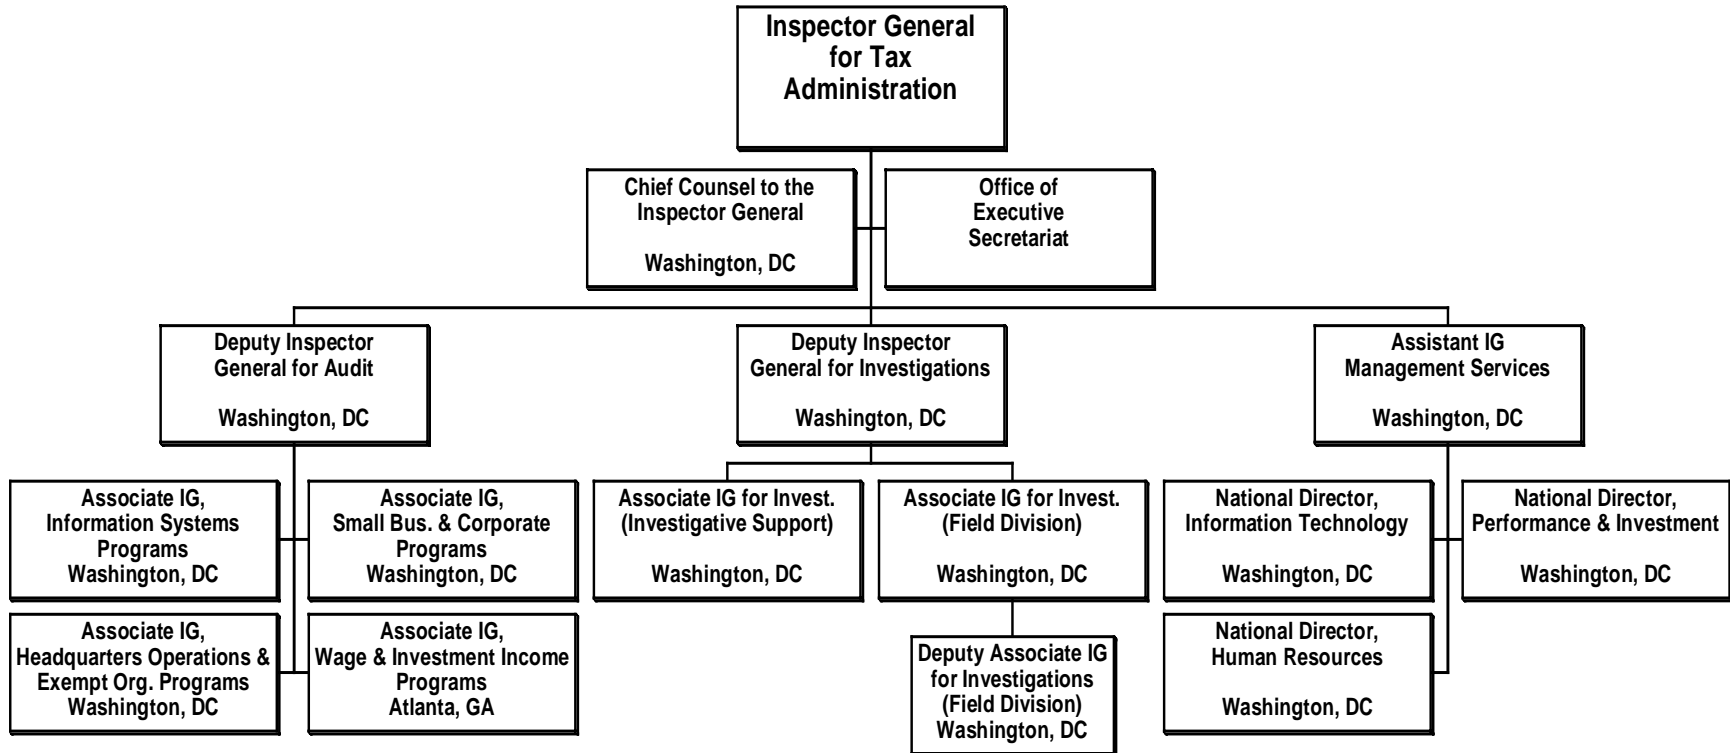 Inspector General
for Tax
Administration
Chief Counsel to the
Inspector General
Washington, DC
Office of
Executive
Secretariat
Deputy Inspector
General for Audit
Washington, DC
Deputy Inspector
General for Investigations
Washington, DC
Assistant IG
Management Services
Washington, DC
Associate IG,
Information Systems
Programs
Washington, DC
Associate IG,
Small Bus. & Corporate
Programs
Washington, DC
Associate IG for Invest.
(Investigative Support)
Washington, DC
Associate IG for Invest.
(Field Division)
Washington, DC
National Director,
Information Technology
Washington, DC
National Director,
Performance & Investment
Washington, DC
Associate IG,
Headquarters Operations &
Exempt Org. Programs
Washington, DC
Associate IG,
Wage & Investment Income
Programs
Atlanta, GA
Deputy Associate IG
for Investigations
(Field Division)
Washington, DC
National Director,
Human Resources
Washington, DC